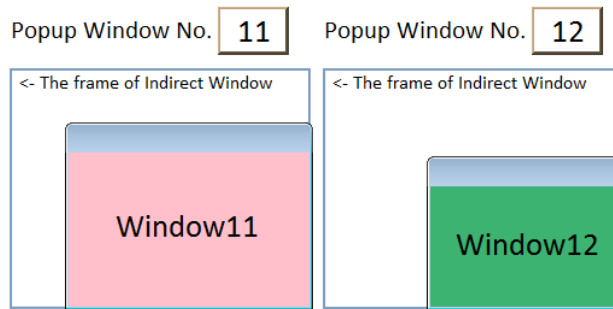 Popup Window No. 11
Popup Window No. 12
<- The frame of Indirect Window
<- The frame of Indirect Window
Window11
Window12